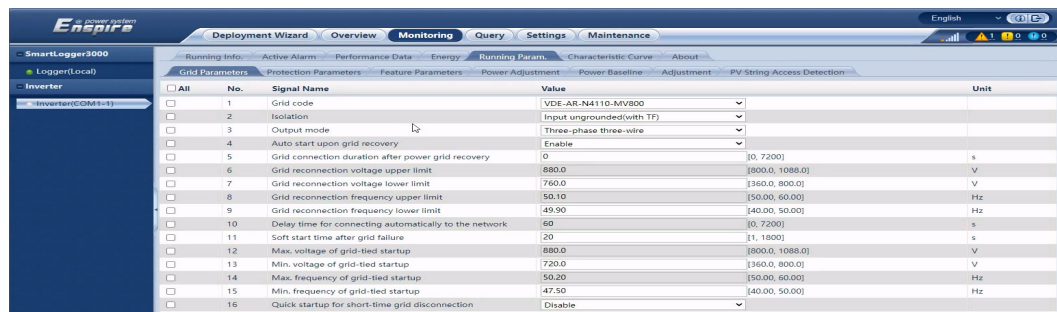 Enspire power system
English
Deployment Wizard Overview Monitoring Query Settings Maintenance
1 0 0
SmartLogger3000
Logger(Local)
Inverter
Inverter(COM1-1)
Running Info. Active Alarm Performance Data Energy Running Param. Characteristic Curve About
Grid Parameters Protection Parameters Feature Parameters Power Adjustment Power Baseline Adjustment PV String Access Detection
All No. Signal Name Value Unit
1 Grid code VDE-AR-N4110-MV800
2 Isolation Input ungrounded(with TF)
3 Output mode Three-phase three-wire
4 Auto start upon grid recovery Enable
5 Grid connection duration after power grid recovery 0 [0, 7200] s
6 Grid reconnection voltage upper limit 880.0 [800.0, 1088.0] V
7 Grid reconnection voltage lower limit 760.0 [360.0, 800.0] V
8 Grid reconnection frequency upper limit 50.10 [50.00, 60.00] Hz
9 Grid reconnection frequency lower limit 49.90 [40.00, 50.00] Hz
10 Delay time for connecting automatically to the network 60 [0, 7200] s
11 Soft start time after grid failure 20 [1, 1800] s
12 Max. voltage of grid-tied startup 880.0 [800.0, 1088.0] V
13 Min. voltage of grid-tied startup 720.0 [360.0, 800.0] V
14 Max. frequency of grid-tied startup 50.20 [50.00, 60.00] Hz
15 Min. frequency of grid-tied startup 47.50 [40.00, 50.00] Hz
16 Quick startup for short-time grid disconnection Disable